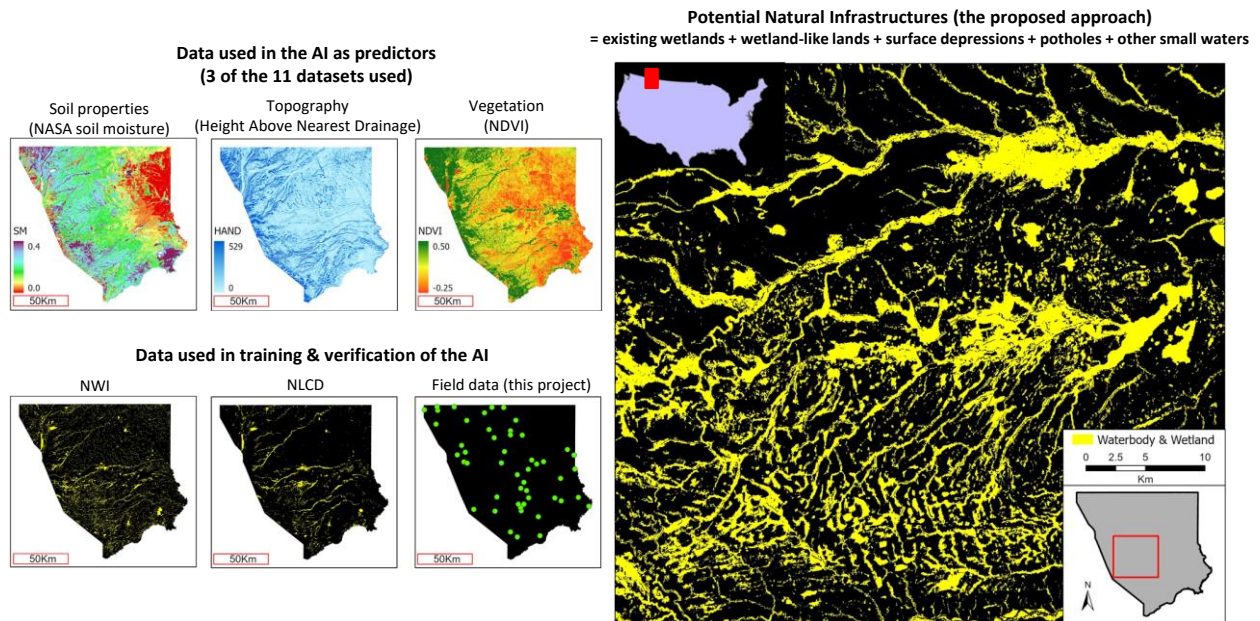 Data used in the AI as predictors
(3 of the 11 datasets used)
Soil properties
(NASA soil moisture)
SM
0.4
0.0
50Km
Topography
(Height Above Nearest Drainage)
HAND
529
0
50Km
Vegetation
(NDVI)
NDVI
0.50
-0.25
50Km
Data used in training & verification of the AI
NWI
50Km
NLCD
50Km
Field data (this project)
50Km
Potential Natural Infrastructures (the proposed approach)
= existing wetlands + wetland-like lands + surface depressions + potholes + other small waters
Waterbody & Wetland
0 2.5 5 10
Km
N